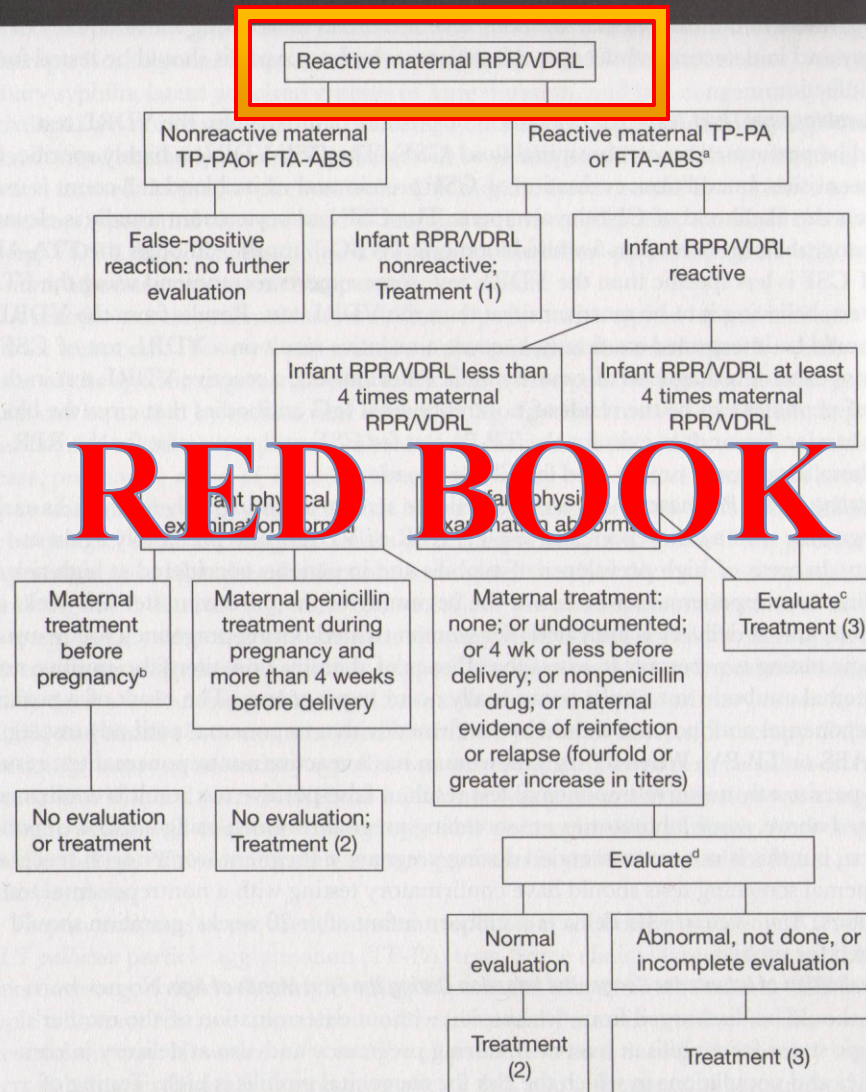 Reactive maternal RPR/VDRL
Nonreactive maternal
TP-PAor FTA-ABS
Reactive maternal TP-PA
or FTA-ABSa
False-positive
reaction: no further
evaluation
Infant RPR/VDRL
nonreactive;
Treatment (1)
Infant RPR/VDRL
reactive
Infant RPR/VDRL less than
4 times maternal
RPR/VDRL
Infant RPR/VDRL at least
4 times maternal
RPR/VDRL
RED BOOK
physical
Maternal
treatment
before
pregnancyb
Maternal penicillin
treatment during
pregnancy and
more than 4 weeks
before delivery
Maternal treatment;
none; or undocumented;
or 4 wk or less before
delivery; or nonpenicillin
drug; or maternal
evidence of reinfection
or relapse (fourfold or
greater increase in titers)
Evaluatec
Treatment (3)
No evaluation
or treatment
No evaluation;
Treatment (2)
Evaluated
Normal
evaluation
Abnormal, not done, or
incomplete evaluation
Treatment
(2)
Treatment (3)